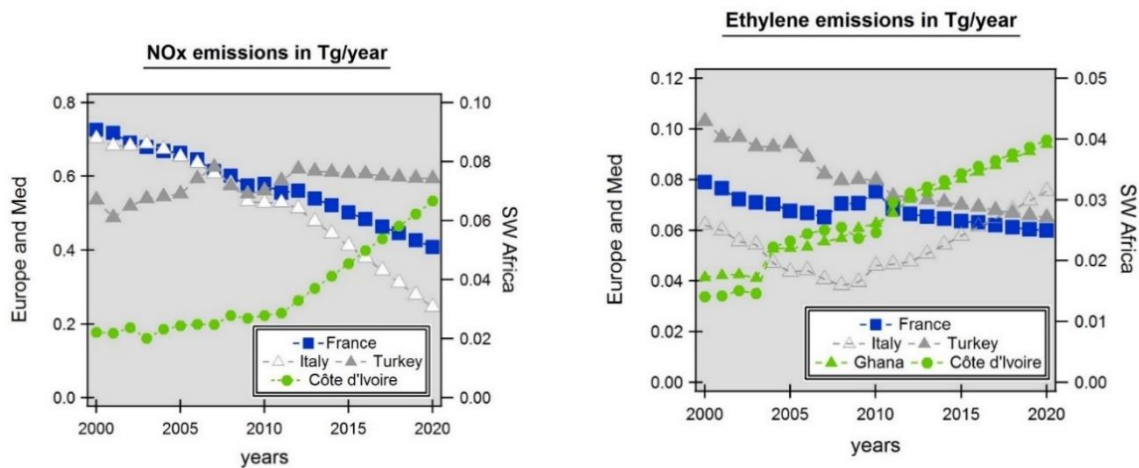 NOx emissions in Tg/year
0.8
0.6
0.4
0.2
0.0
Europe and Med
0.10
0.08
0.06
0.04
0.02
0.00
SW Africa
France
Italy Turkey
Côte d'Ivoire
2000 2005 2010 2015 2020
years
Ethylene emissions in Tg/year
0.12
0.10
0.08
0.06
0.04
0.02
0.00
Europe and Med
0.05
0.04
0.03
0.02
0.01
0.00
SW Africa
France
Italy Turkey
Ghana Côte d'Ivoire
2000 2005 2010 2015 2020
years